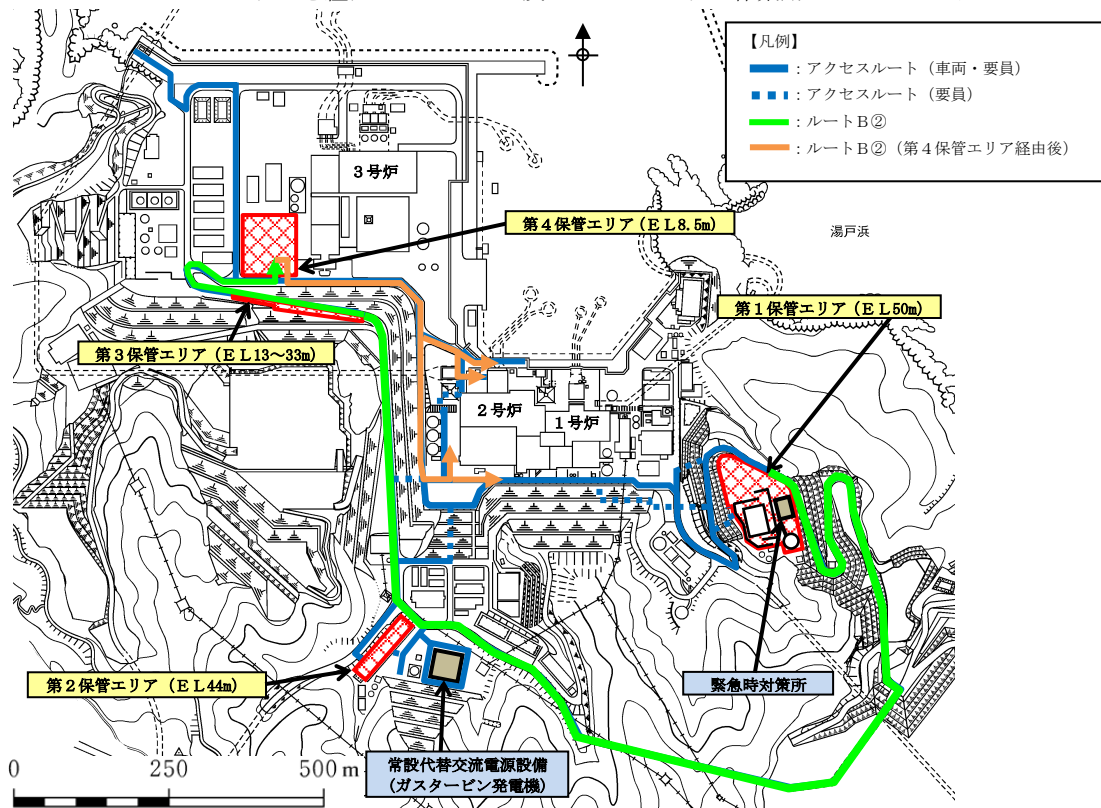 【凡例】
：アクセスルート（車両・要員）
：アクセスルート（要員）
：ルートＢ②
：ルートＢ②（第４保管エリア経由後）
３号炉
第４保管エリア（ＥＬ8.5m）
湯戸浜
第１保管エリア（ＥＬ50m）
第３保管エリア（ＥＬ13～33m）
２号炉
１号炉
第２保管エリア（ＥＬ44m）
緊急時対策所
常設代替交流電源設備
（ガスタービン発電機）
0 250 500 m